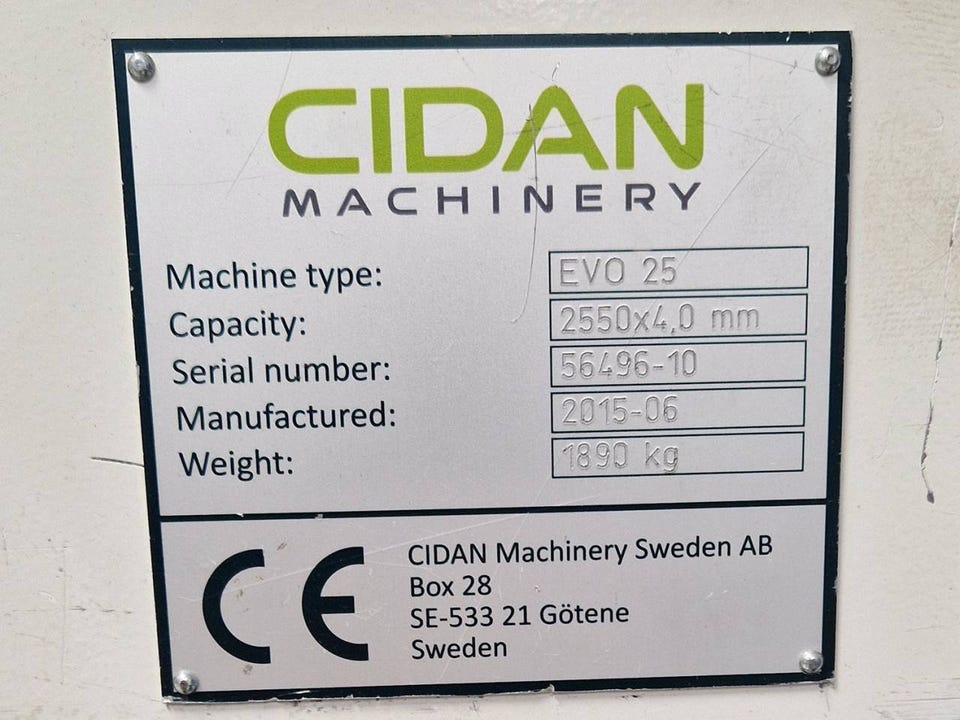 CIDAN
MACHINERY
Machine type: EVO 25
Capacity: 2550x4,0 mm
Serial number: 56496-10
Manufactured: 2015-06
Weight: 1890 kg
CE
CIDAN Machinery Sweden AB
Box 28
SE-533 21 Götene
Sweden